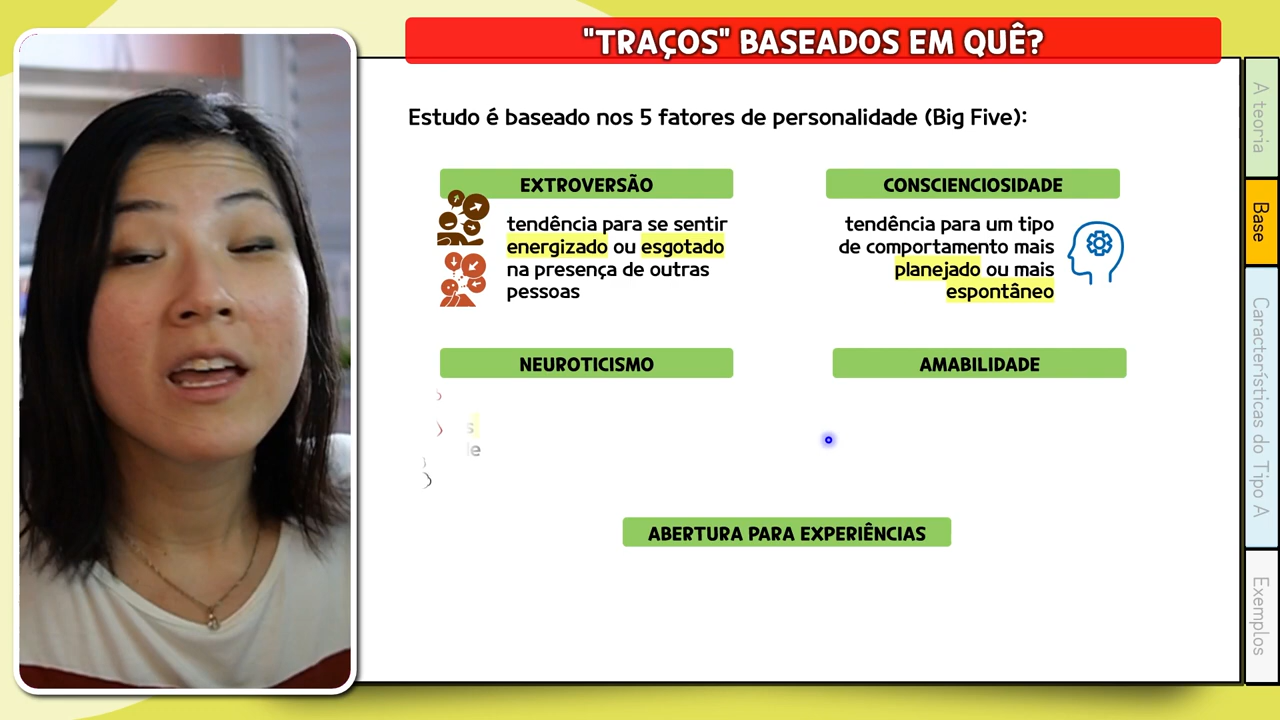 "TRAÇOS" BASEADOS EM QUÊ?
Estudo é baseado nos 5 fatores de personalidade (Big Five):
EXTROVERSÃO
tendência para se sentir
energizado ou esgotado
na presença de outras
pessoas
CONSCIENCIOSIDADE
tendência para um tipo
de comportamento mais
planejado ou mais
espontâneo
NEUROTICISMO
AMABILIDADE
ABERTURA PARA EXPERIÊNCIAS
A teoria
Base
Características do Tipo A
Exemplos